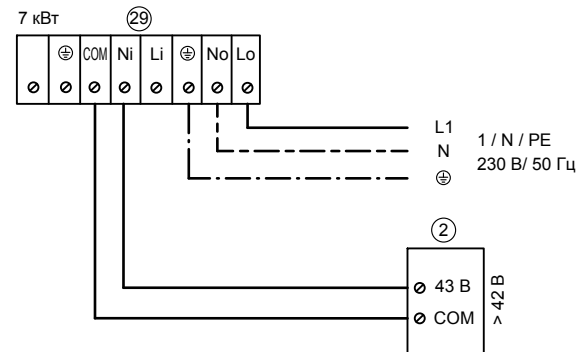 7 кВт
29
COM Ni Li No Lo
L1
N
1 / N / PE
230 В/ 50 Гц
2
43 В
COM
> 42 В